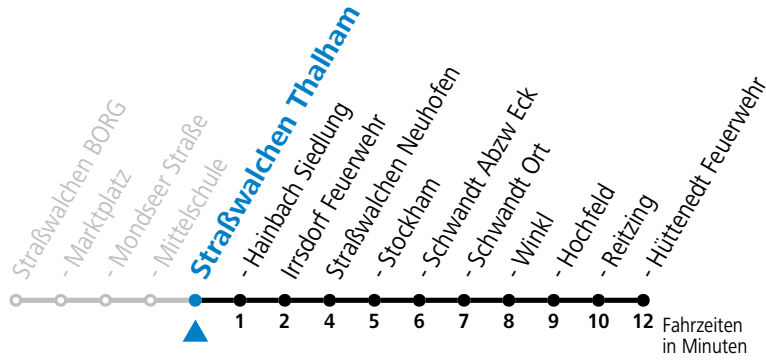 Straßwalchen BORG
- Marktplatz
- Mondseer Straße
- Mittelschule
Straßwalchen Thalham
- Hainbach Siedlung
Irrsdorf Feuerwehr
Straßwalchen Neuhofen
- Stockham
- Schwandt Abzw Eck
- Schwandt Ort
- Winkl
- Hochfeld
- Reitzing
- Hüttenedt Feuerwehr
1 2 4 5 6 7 8 9 10 12 Fahrzeiten
in Minuten